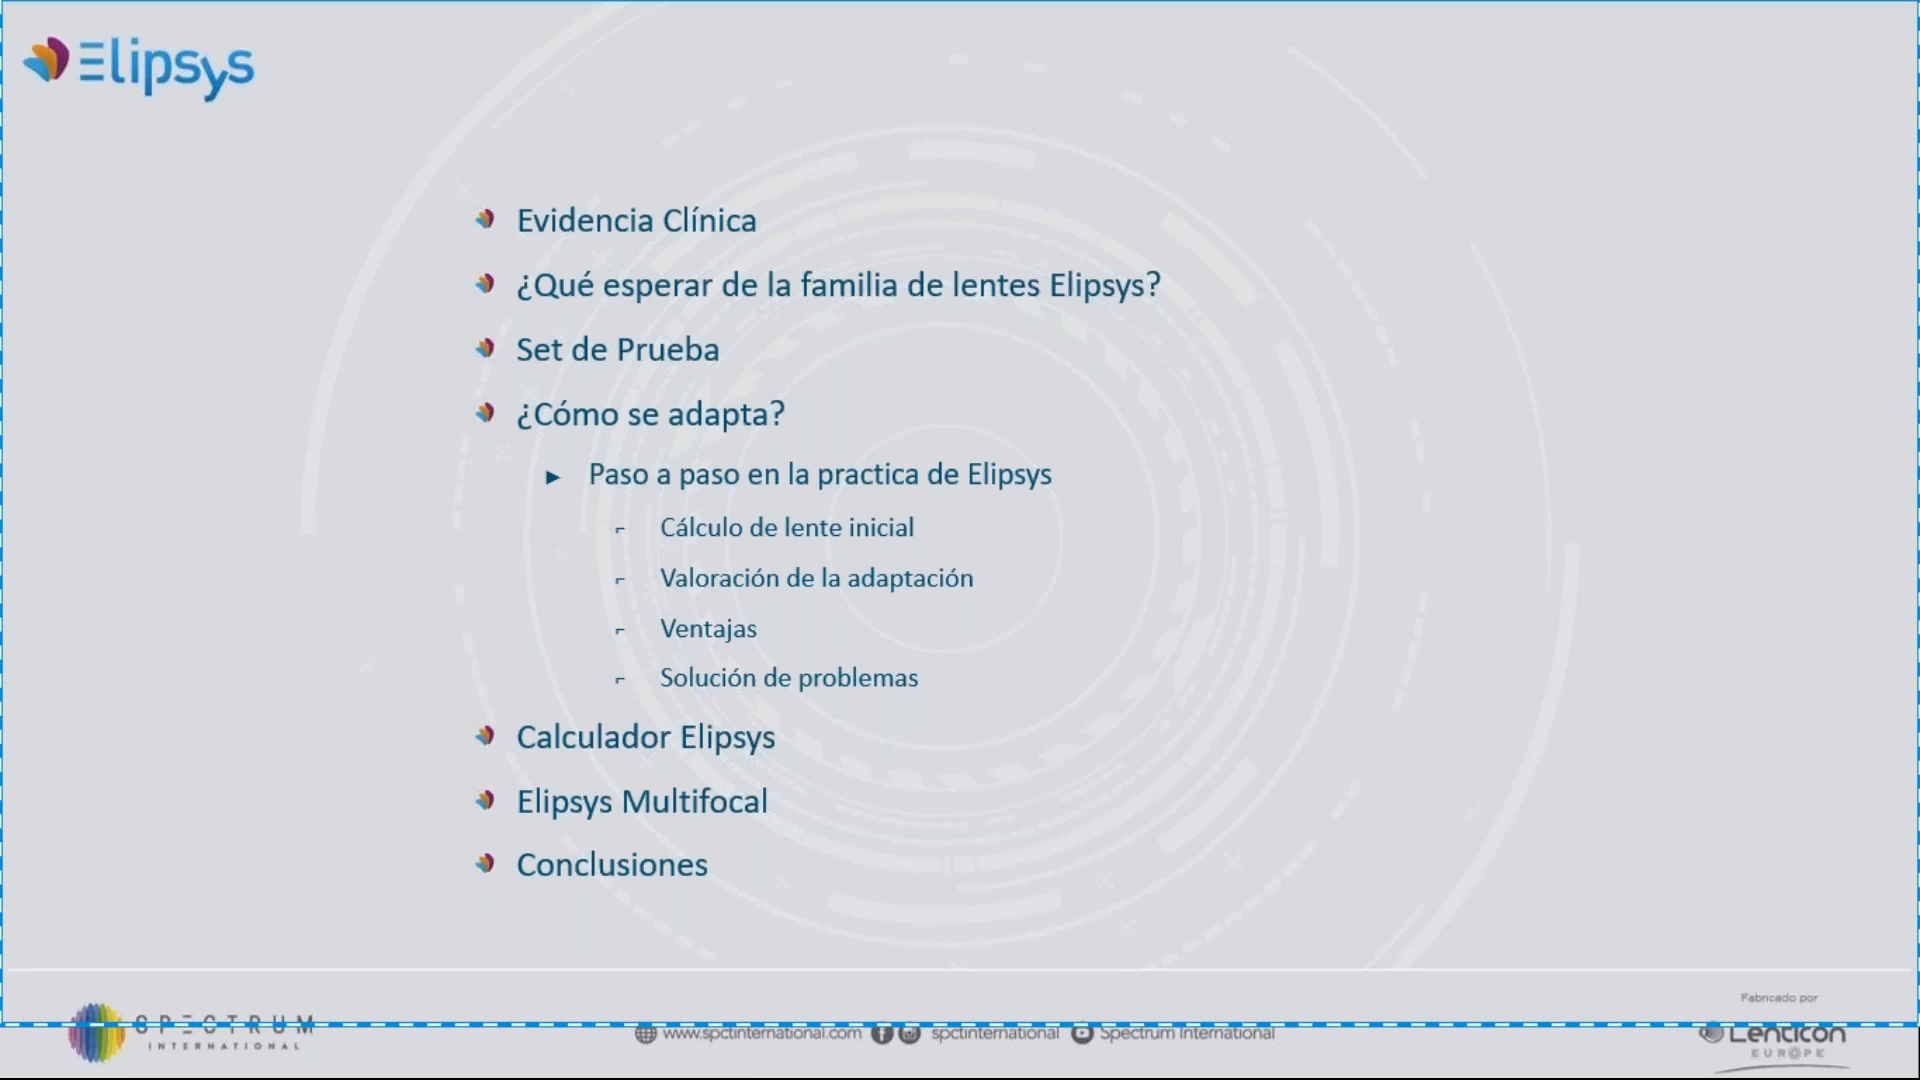 Elipsys
Evidencia Clínica
¿Qué esperar de la familia de lentes Elipsys?
Set de Prueba
¿Cómo se adapta?
Paso a paso en la practica de Elipsys
Cálculo de lente inicial
Valoración de la adaptación
Ventajas
Solución de problemas
Calculador Elipsys
Elipsys Multifocal
Conclusiones
Fabricado por
SPECTRUM
INTERNATIONAL
www.spctinternational.com spctinternational Spectrum International
Lenticon
EUROPE